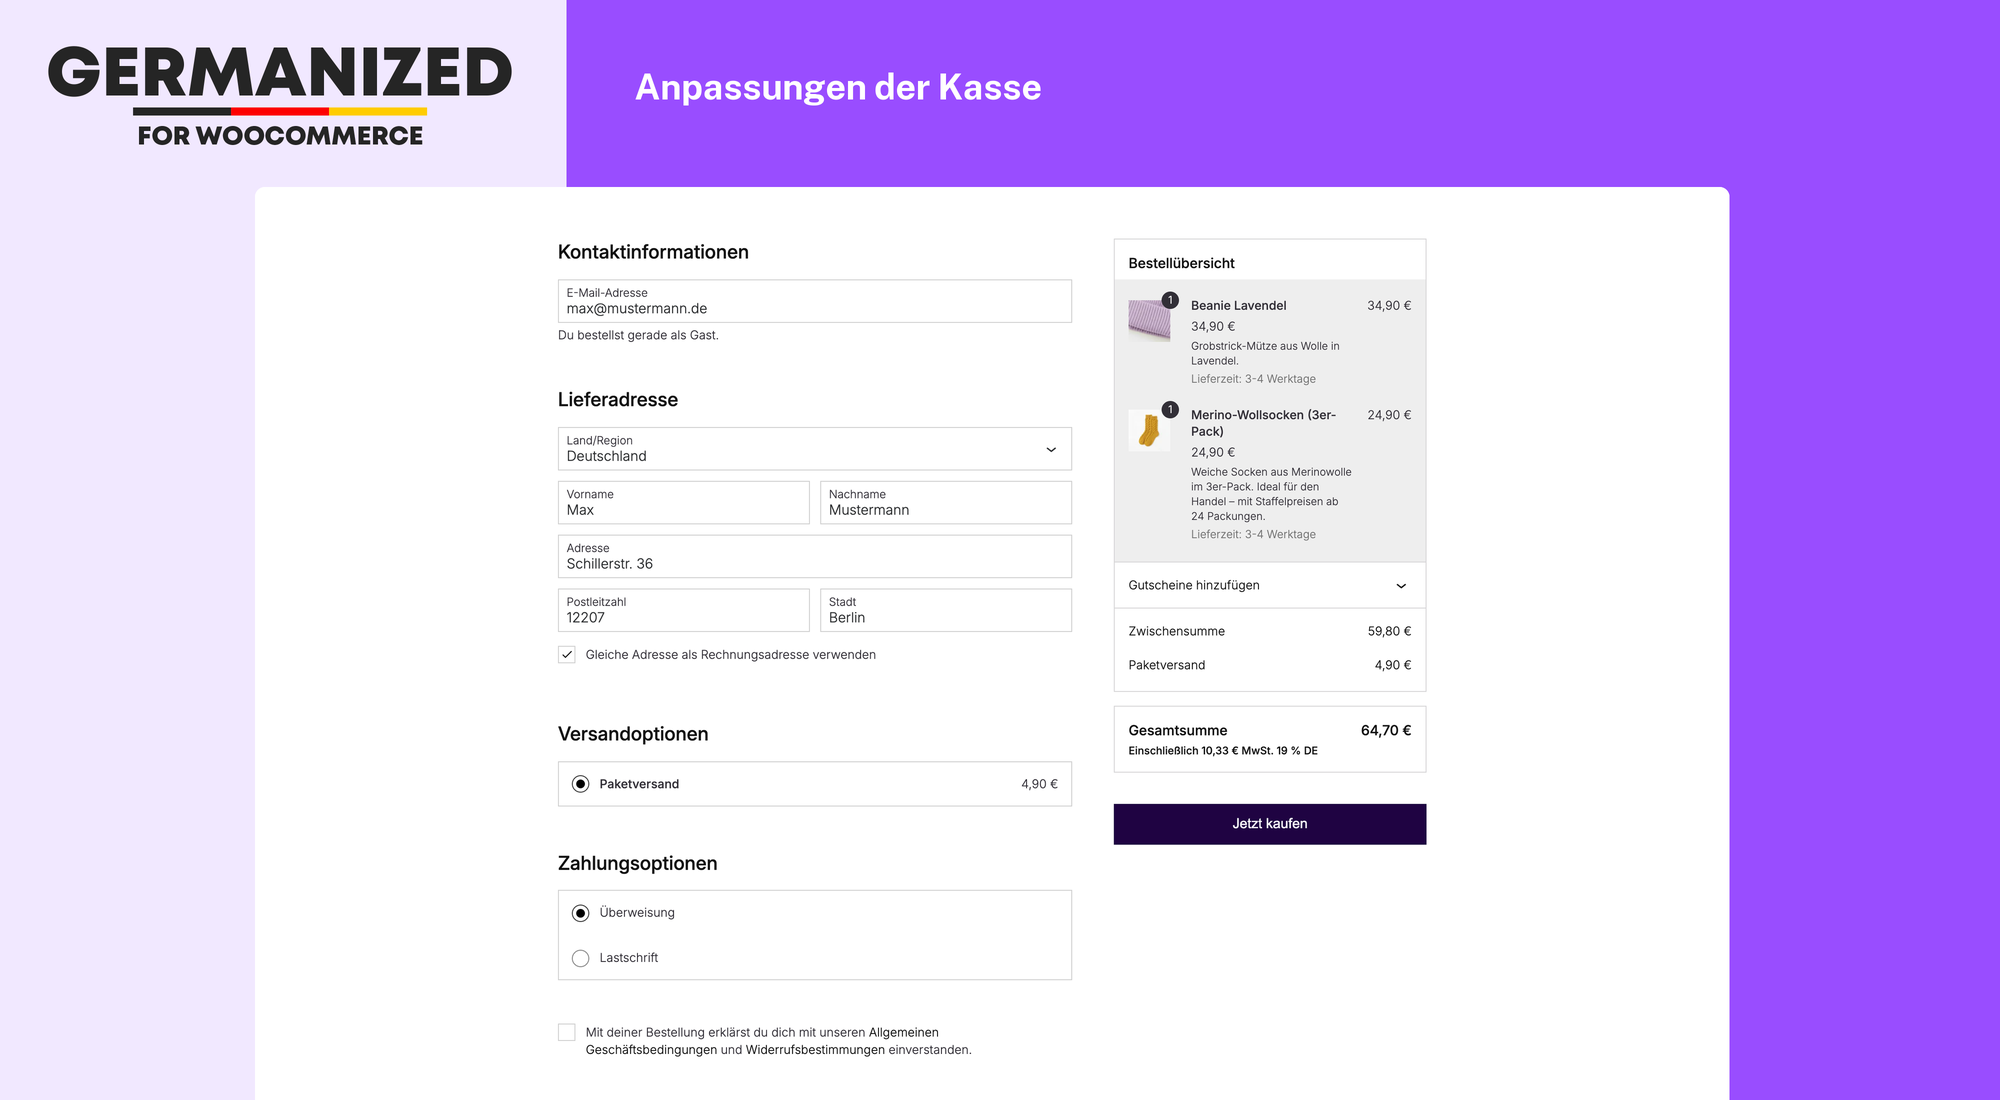 GERMANIZED
FOR WOOCOMMERCE
Anpassungen der Kasse
Kontaktinformationen
E-Mail-Adresse
max@mustermann.de
Du bestellst gerade als Gast.
Lieferadresse
Land/Region
Deutschland
Vorname
Max
Nachname
Mustermann
Adresse
Schillerstr. 36
Postleitzahl
12207
Stadt
Berlin
Gleiche Adresse als Rechnungsadresse verwenden
Versandoptionen
Paketversand 4,90 €
Zahlungsoptionen
Überweisung
Lastschrift
Mit deiner Bestellung erklärst du dich mit unseren Allgemeinen
Geschäftsbedingungen und Widerrufsbestimmungen einverstanden.
Bestellübersicht
1
Beanie Lavendel 34,90 €
34,90 €
Grobstrick-Mütze aus Wolle in
Lavendel.
Lieferzeit: 3-4 Werktage
1
Merino-Wollsocken (3er- 24,90 €
Pack)
24,90 €
Weiche Socken aus Merinowolle
im 3er-Pack. Ideal für den
Handel – mit Staffelpreisen ab
24 Packungen.
Lieferzeit: 3-4 Werktage
Gutscheine hinzufügen
Zwischensumme 59,80 €
Paketversand 4,90 €
Gesamtsumme 64,70 €
Einschließlich 10,33 € MwSt. 19 % DE
Jetzt kaufen